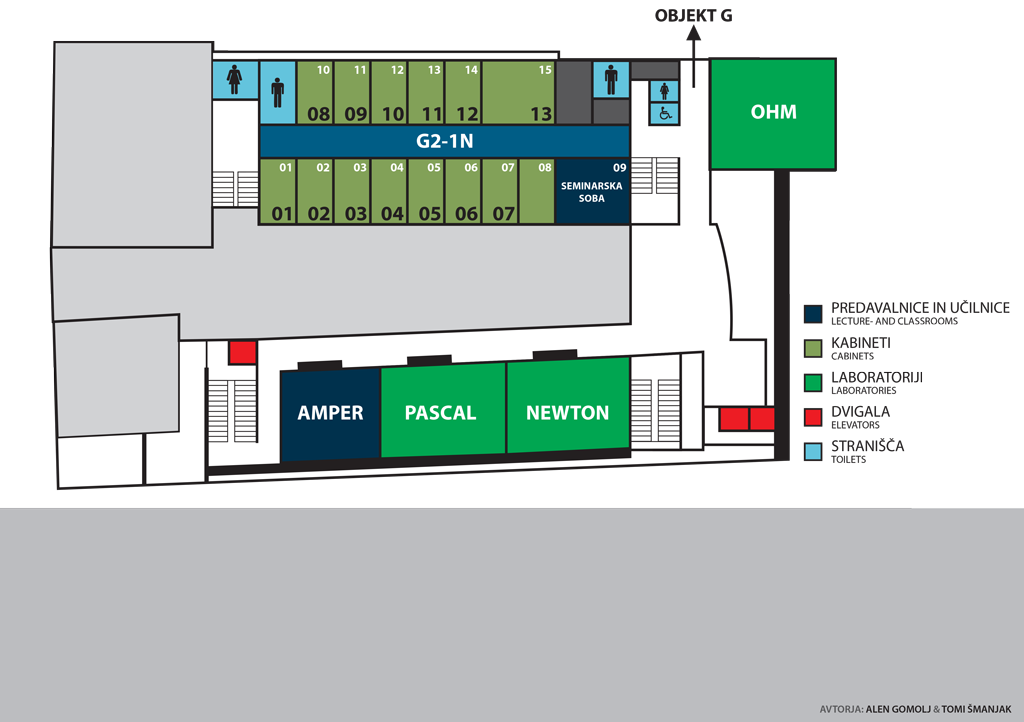 OBJEKT G
10 11 12 13 14 15
08 09 10 11 12 13
OHM
G2-1N
01 02 03 04 05 06 07 08 09
SEMINARSKA
SOBA
01 02 03 04 05 06 07
PREDAVALNICE IN UČILNICE
LECTURE- AND CLASSROOMS
KABINETI
CABINETS
LABORATORIJI
LABORATORIES
DVIGALA
ELEVATORS
STRANIŠČA
TOILETS
AMPER
PASCAL
NEWTON
AVTORJA: ALEN GOMOLJ & TOMI ŠMANJAK